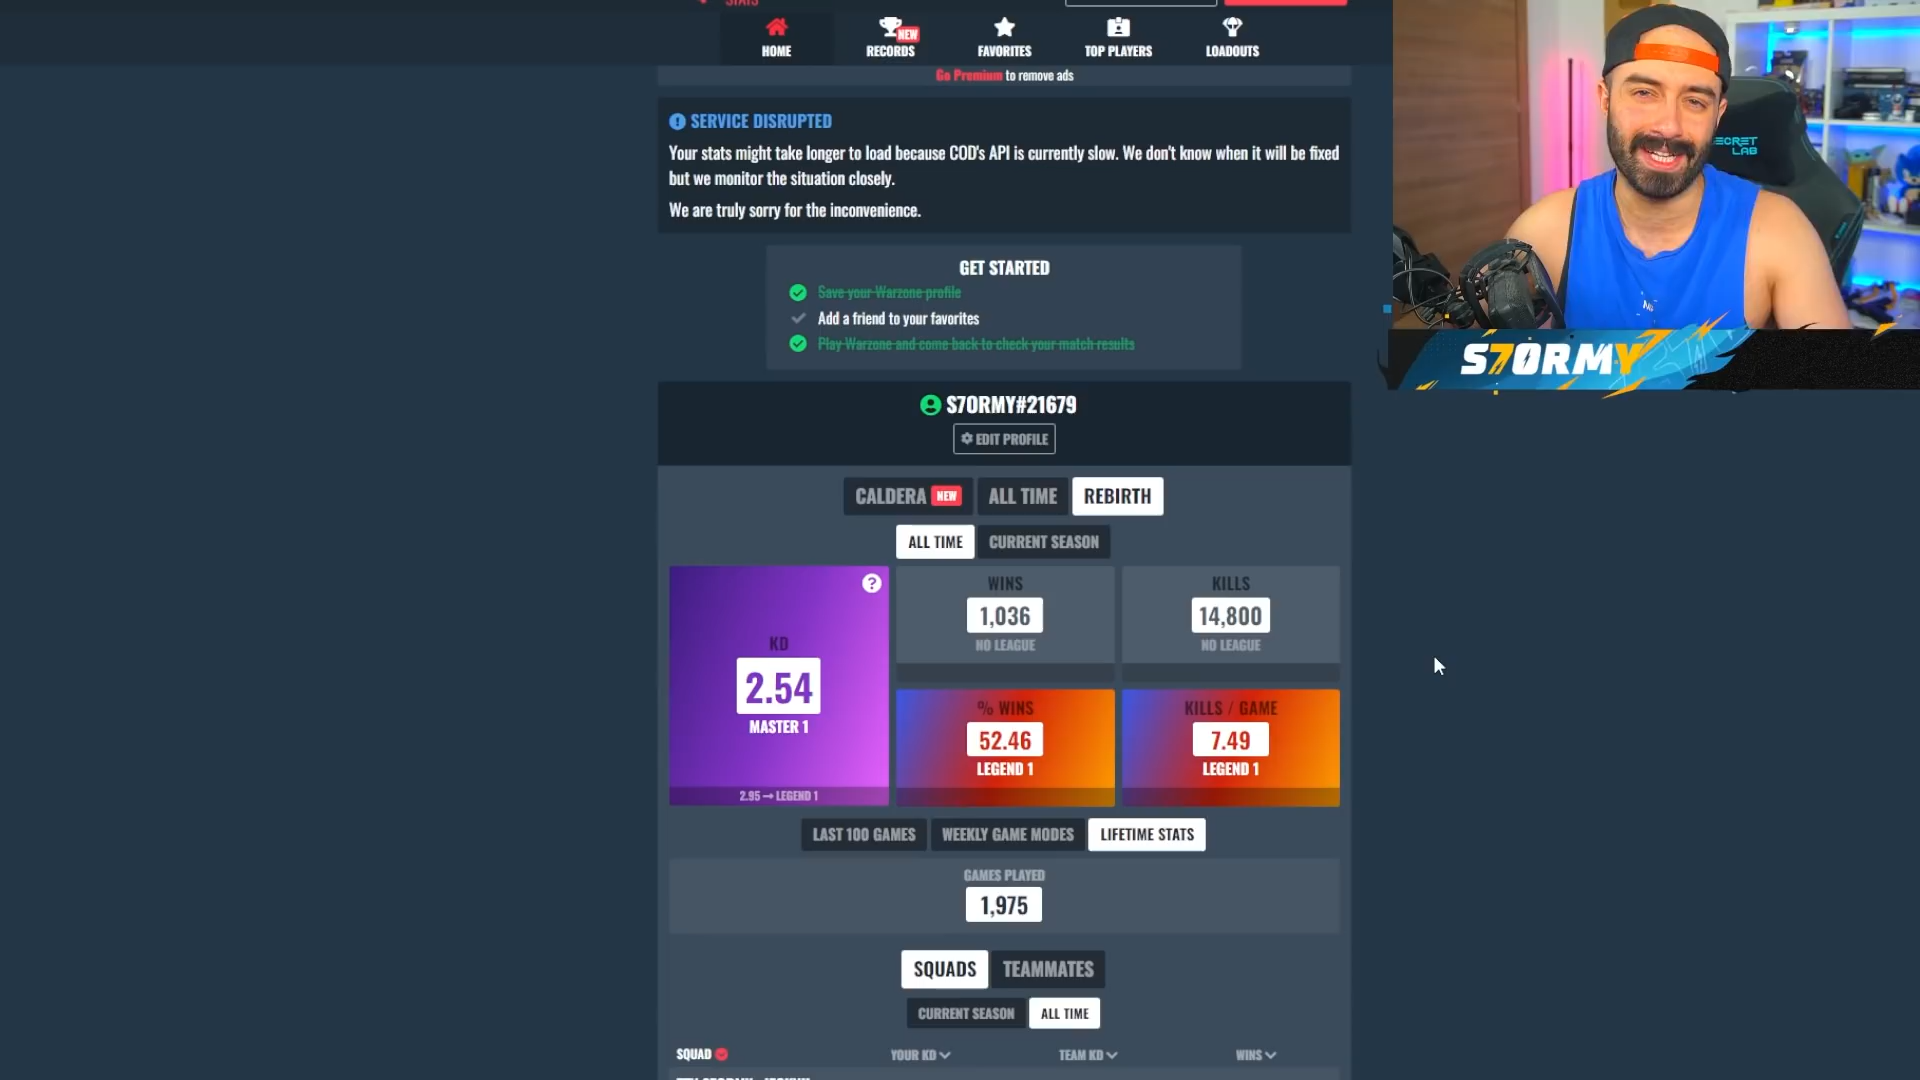 STATS
HOME
RECORDS
NEW
FAVORITES
TOP PLAYERS
LOADOUTS
Go Premium to remove ads
SERVICE DISRUPTED
Your stats might take longer to load because COD's API is currently slow. We don't know when it will be fixed
but we monitor the situation closely.
We are truly sorry for the inconvenience.
GET STARTED
Save your Warzone profile
Add a friend to your favorites
Play Warzone and come back to check your match results
SECRET
LAB
S7ORMY
S7ORMY#21679
EDIT PROFILE
CALDERA NEW
ALL TIME
REBIRTH
ALL TIME
CURRENT SEASON
KD
2.54
MASTER 1
2.95 → LEGEND 1
WINS
1,036
NO LEAGUE
KILLS
14,800
NO LEAGUE
% WINS
52.46
LEGEND 1
KILLS / GAME
7.49
LEGEND 1
LAST 100 GAMES
WEEKLY GAME MODES
LIFETIME STATS
GAMES PLAYED
1,975
SQUADS
TEAMMATES
CURRENT SEASON
ALL TIME
SQUAD
YOUR KD
TEAM KD
WINS